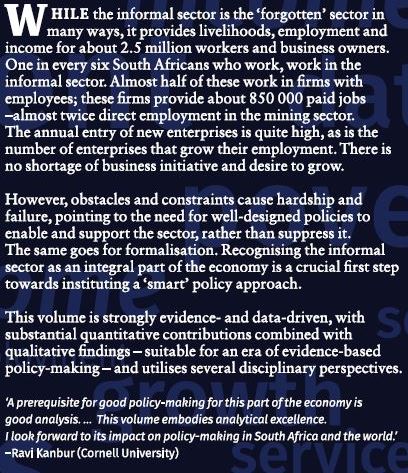 WHILE the informal sector is the ‘forgotten’ sector in
many ways, it provides livelihoods, employment and
income for about 2.5 million workers and business owners.
One in every six South Africans who work, work in the
informal sector. Almost half of these work in firms with
employees; these firms provide about 850 000 paid jobs
–almost twice direct employment in the mining sector.
The annual entry of new enterprises is quite high, as is the
number of enterprises that grow their employment. There is
no shortage of business initiative and desire to grow.

However, obstacles and constraints cause hardship and
failure, pointing to the need for well-designed policies to
enable and support the sector, rather than suppress it.
The same goes for formalisation. Recognising the informal
sector as an integral part of the economy is a crucial first step
towards instituting a ‘smart’ policy approach.

This volume is strongly evidence- and data-driven, with
substantial quantitative contributions combined with
qualitative findings – suitable for an era of evidence-based
policy-making – and utilises several disciplinary perspectives.

‘A prerequisite for good policy-making for this part of the economy is
good analysis. ... This volume embodies analytical excellence.
I look forward to its impact on policy-making in South Africa and the world.’
–Ravi Kanbur (Cornell University)
growth
service